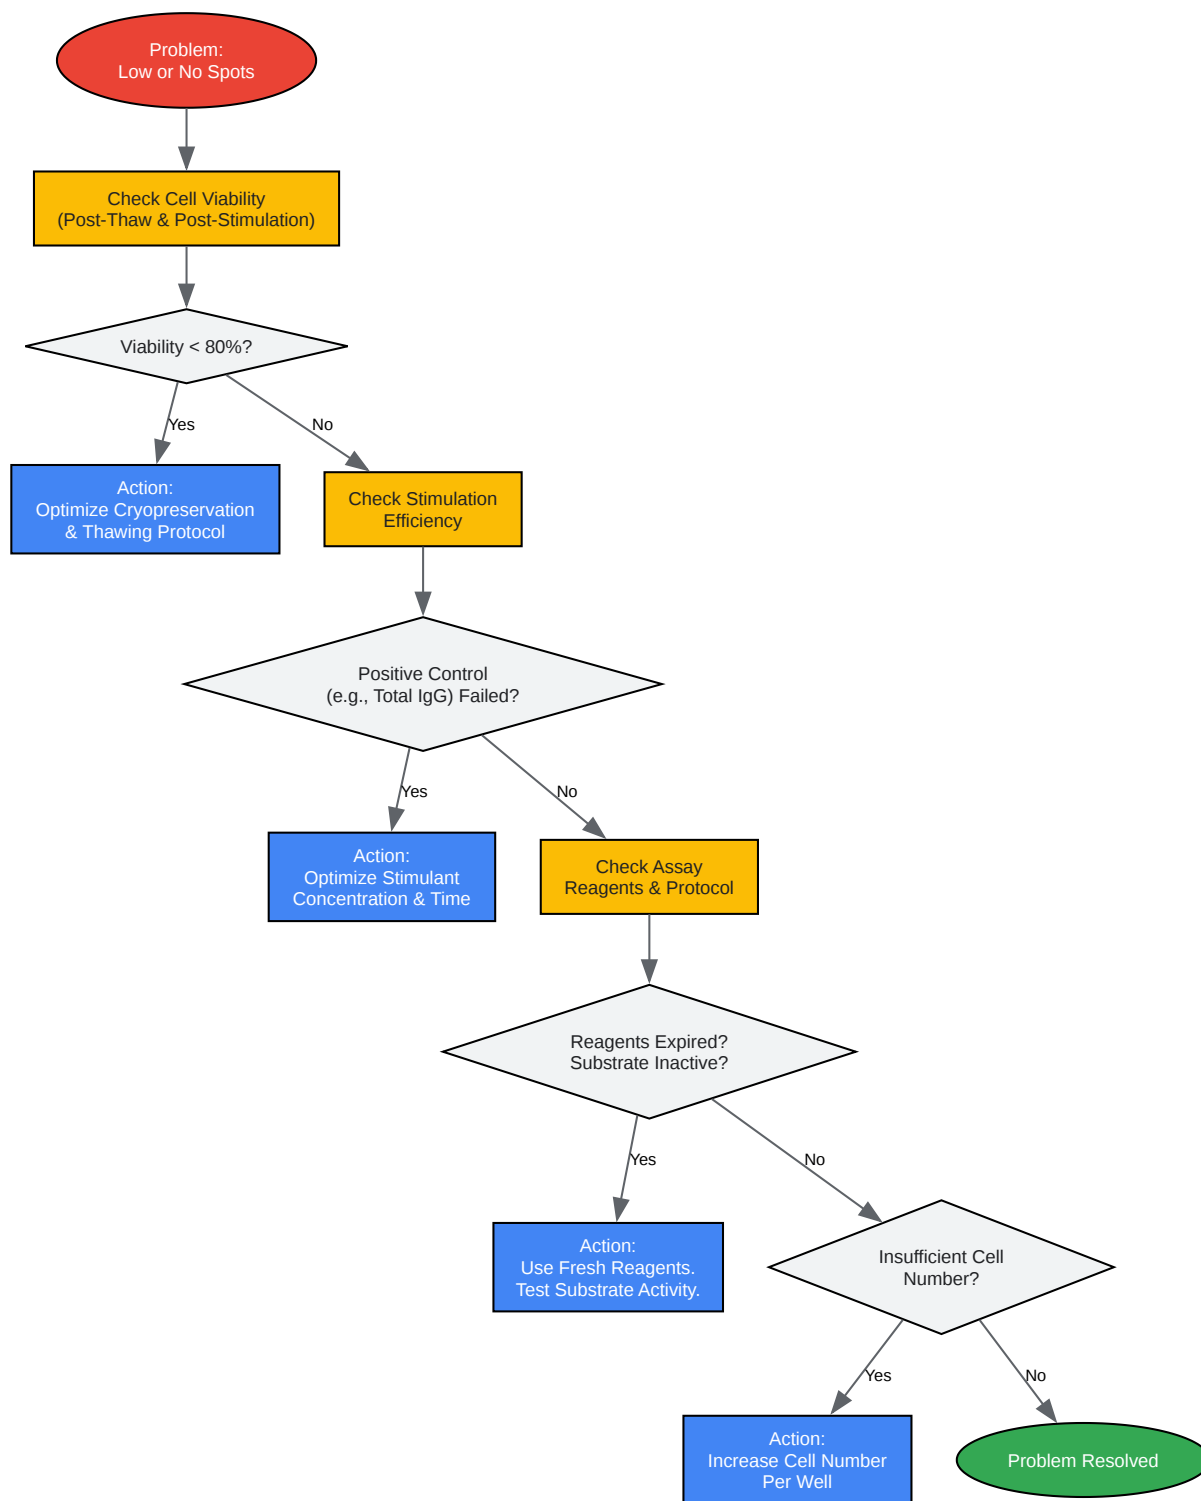 Problem:
Low or No Spots
Check Cell Viability
(Post-Thaw & Post-Stimulation)
Viability < 80%?
Yes
No
Action:
Optimize Cryopreservation
& Thawing Protocol
Check Stimulation
Efficiency
Positive Control
(e.g., Total IgG) Failed?
Yes
No
Action:
Optimize Stimulant
Concentration & Time
Check Assay
Reagents & Protocol
Reagents Expired?
Substrate Inactive?
Yes
No
Action:
Use Fresh Reagents.
Test Substrate Activity.
Insufficient Cell
Number?
Yes
No
Action:
Increase Cell Number
Per Well
Problem Resolved